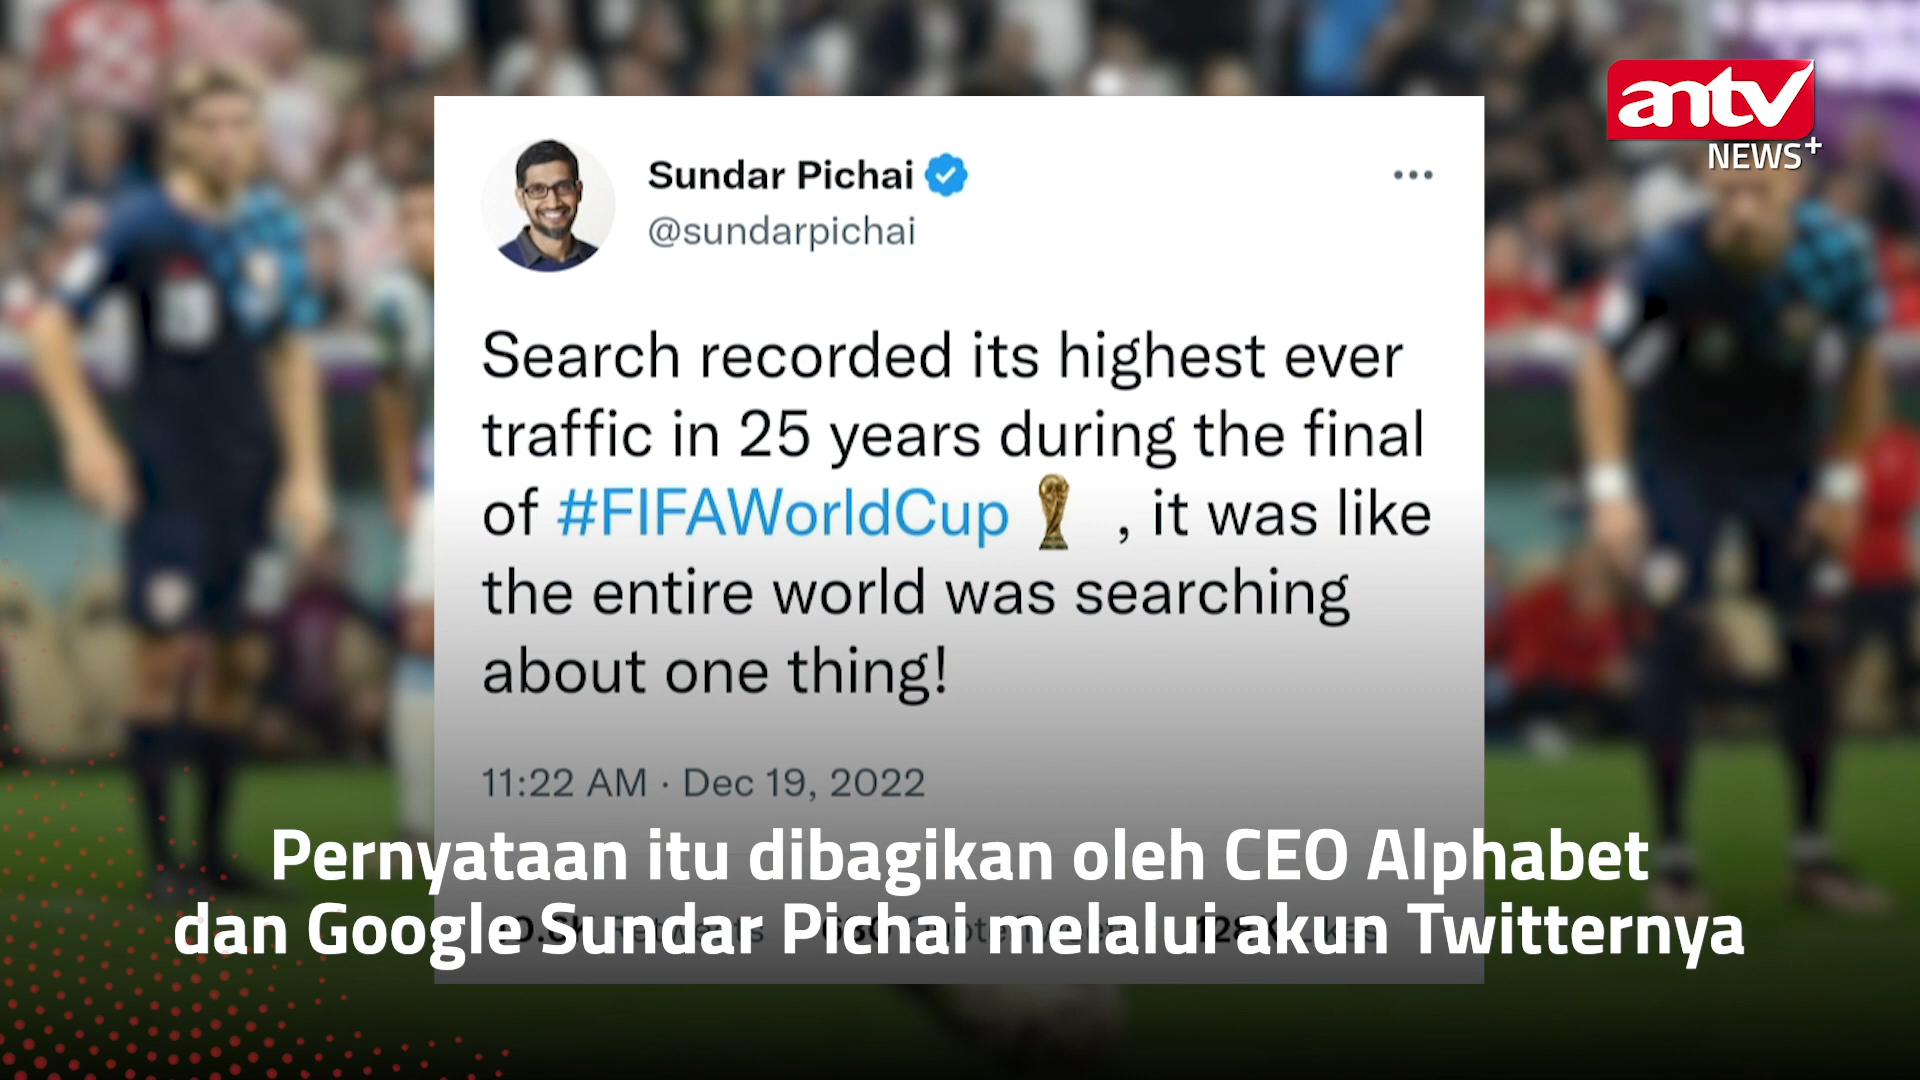 antv
NEWS+
Sundar Pichai
@sundarpichai
Search recorded its highest ever
traffic in 25 years during the final
of #FIFAWorldCup 🏆 , it was like
the entire world was searching
about one thing!
11:22 AM · Dec 19, 2022
Pernyataan itu dibagikan oleh CEO Alphabet
dan Google Sundar Pichai melalui akun Twitternya